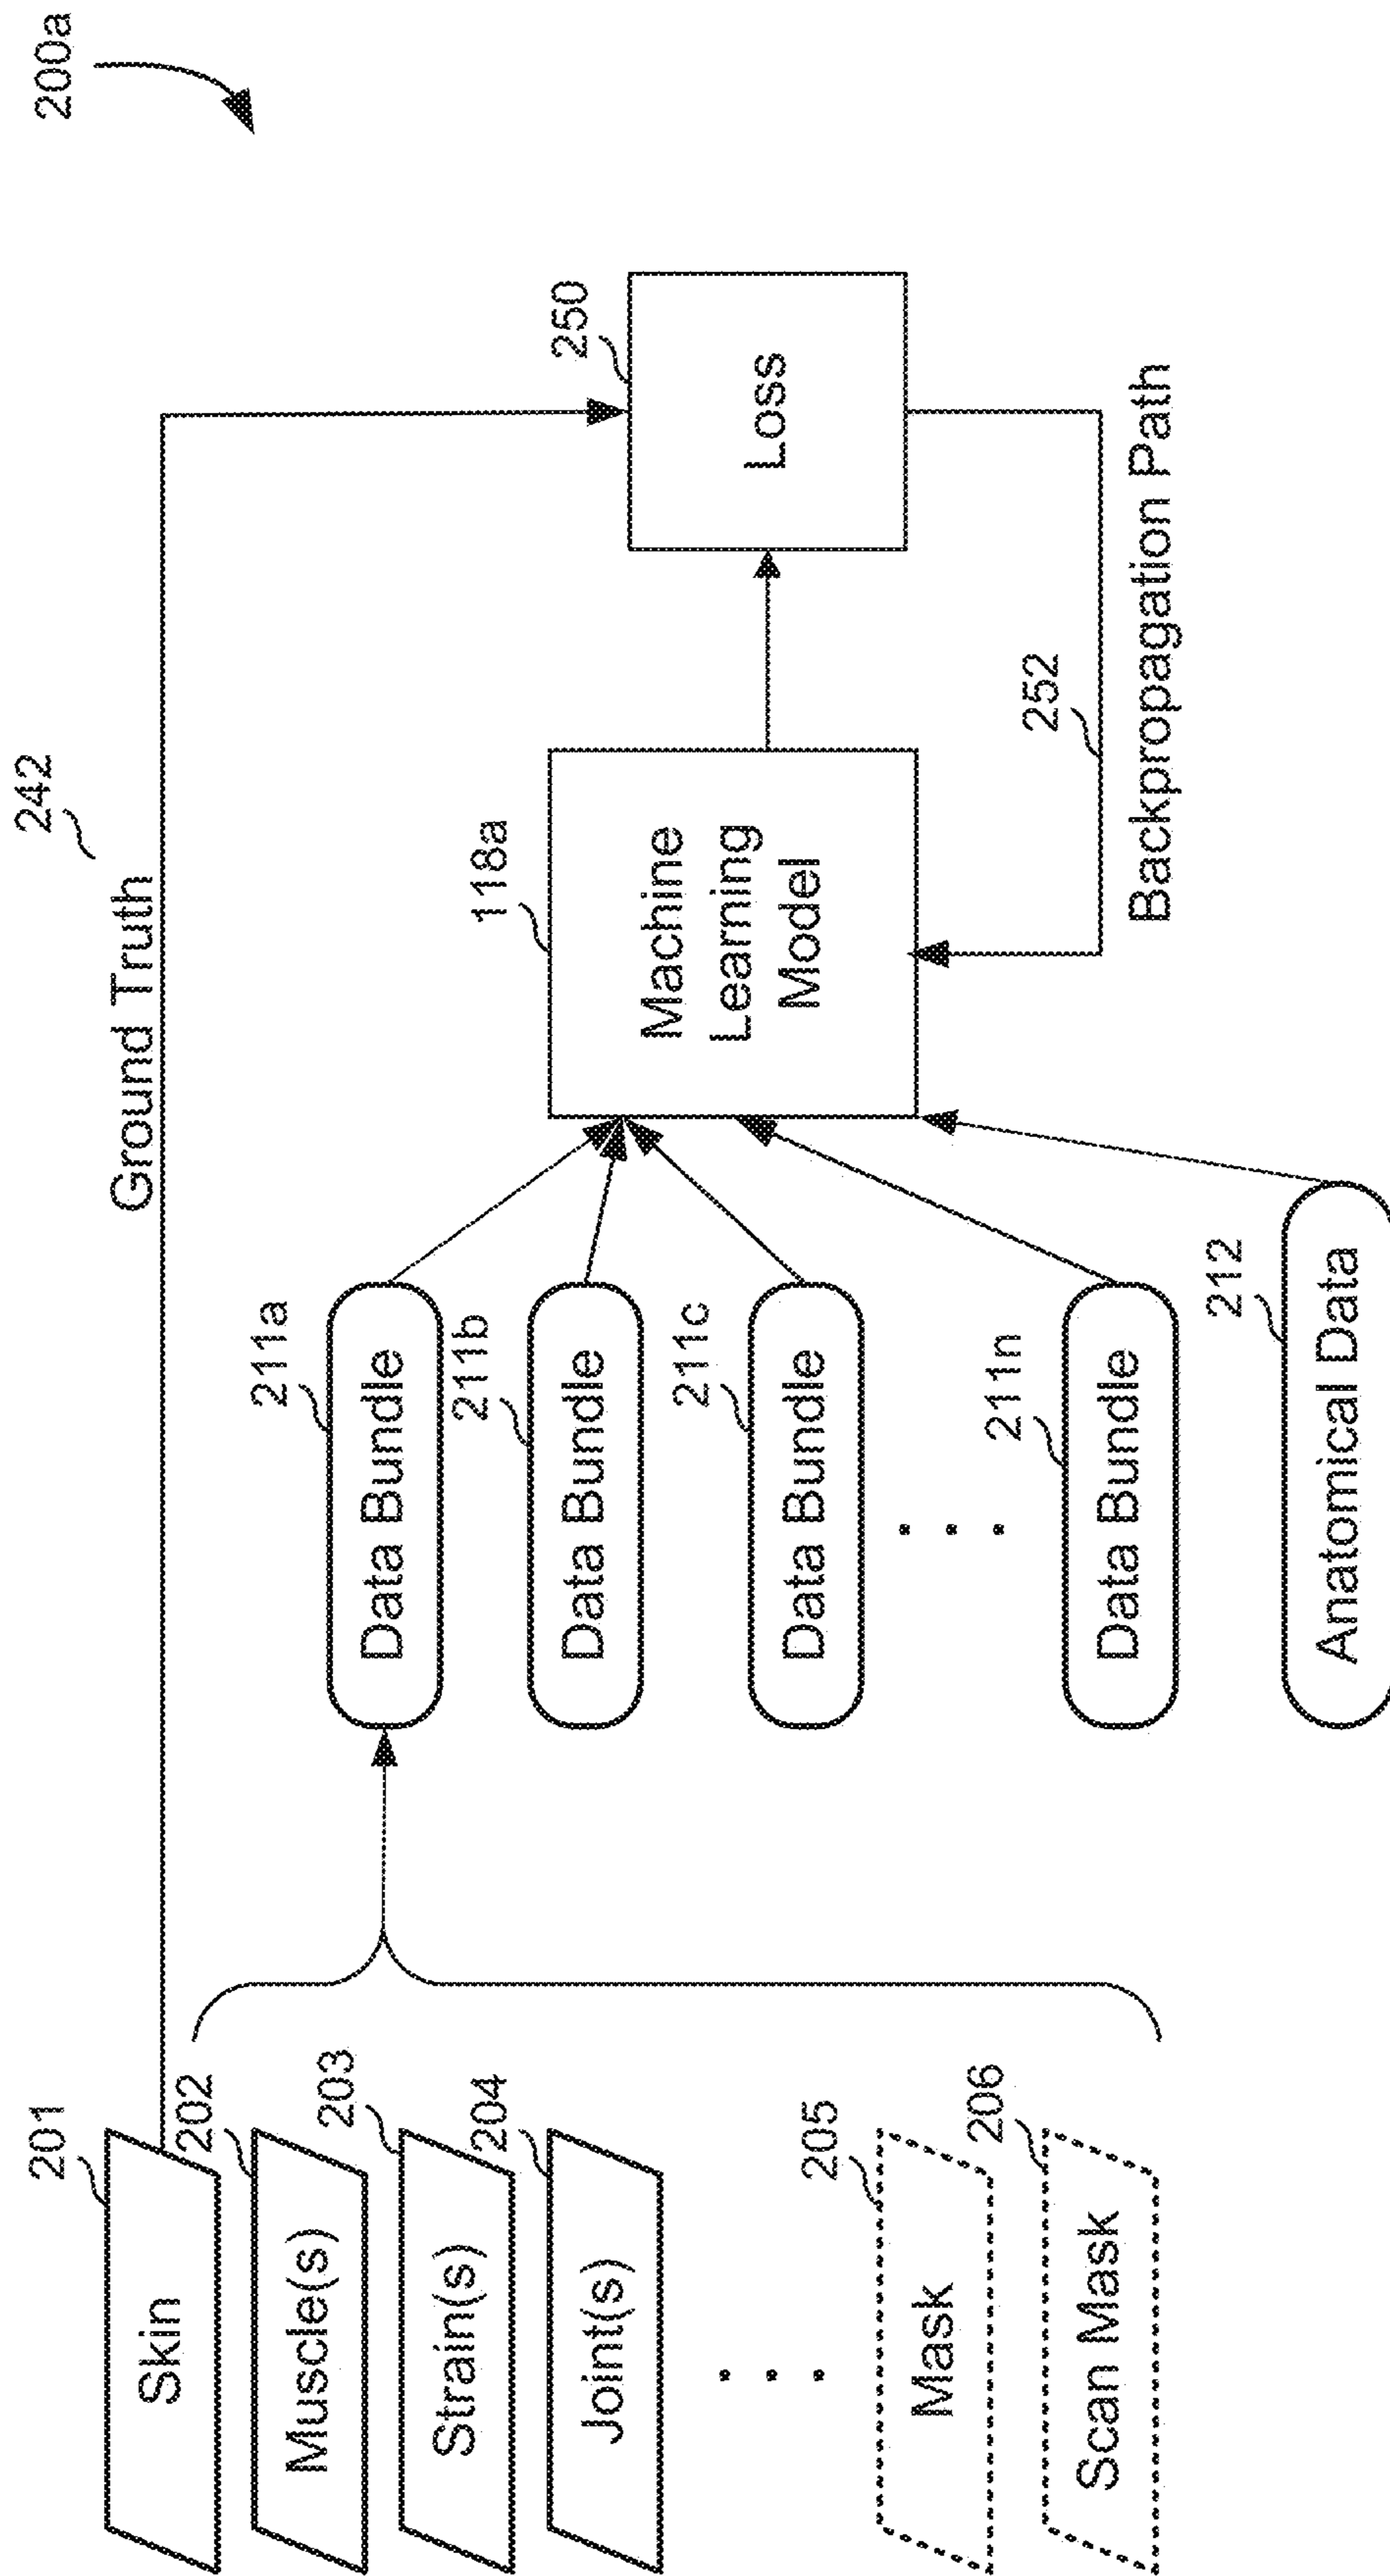 200a
242
Ground Truth
201
Skin
202
Muscle(s)
203
Strain(s)
204
Joint(s)
205
Mask
206
Scan Mask
211a
Data Bundle
211b
Data Bundle
211c
Data Bundle
211n
Data Bundle
212
Anatomical Data
118a
Machine
Learning
Model
250
Loss
252
Backpropagation Path